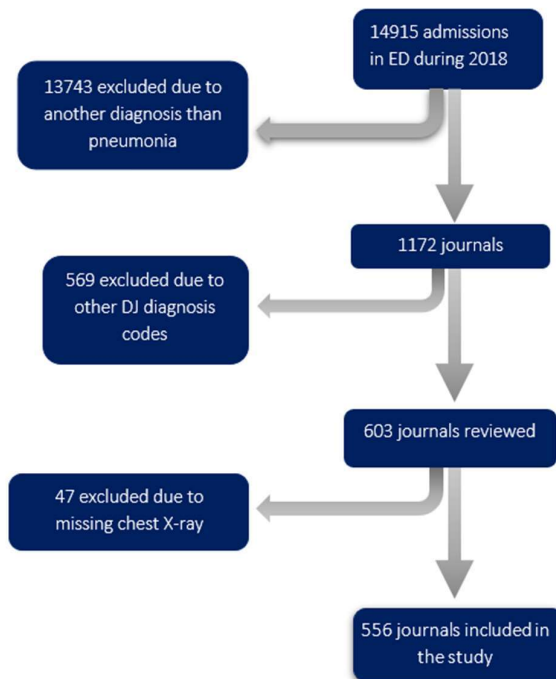 14915 admissions
in ED during 2018
13743 excluded due to
another diagnosis than
pneumonia
1172 journals
569 excluded due to
other DJ diagnosis
codes
603 journals reviewed
47 excluded due to
missing chest X-ray
556 journals included in
the study